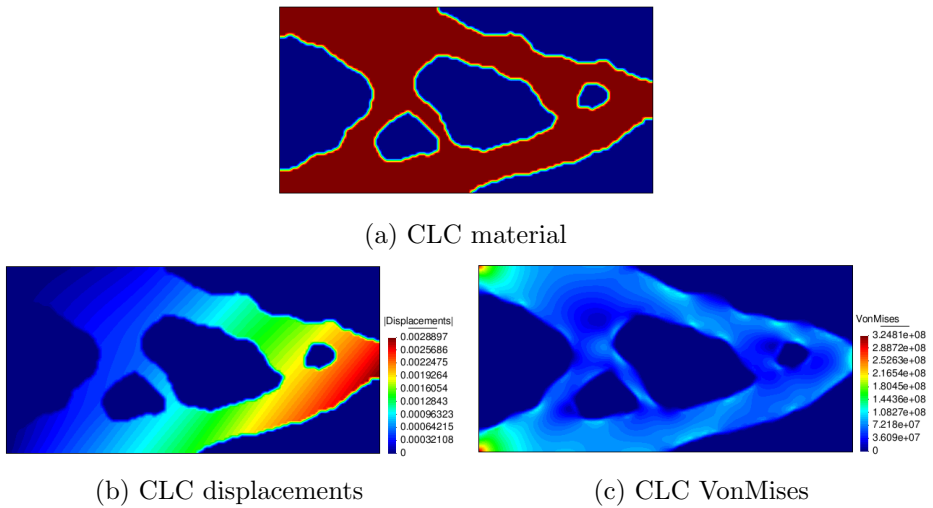 (a) CLC material
|Displacements|
0.0028897
0.0025686
0.0022475
0.0019264
0.0016054
0.0012843
0.00096323
0.00064215
0.00032108
0
VonMises
3.2481e+08
2.8872e+08
2.5263e+08
2.1654e+08
1.8045e+08
1.4436e+08
1.0827e+08
7.218e+07
3.609e+07
0
(b) CLC displacements
(c) CLC VonMises